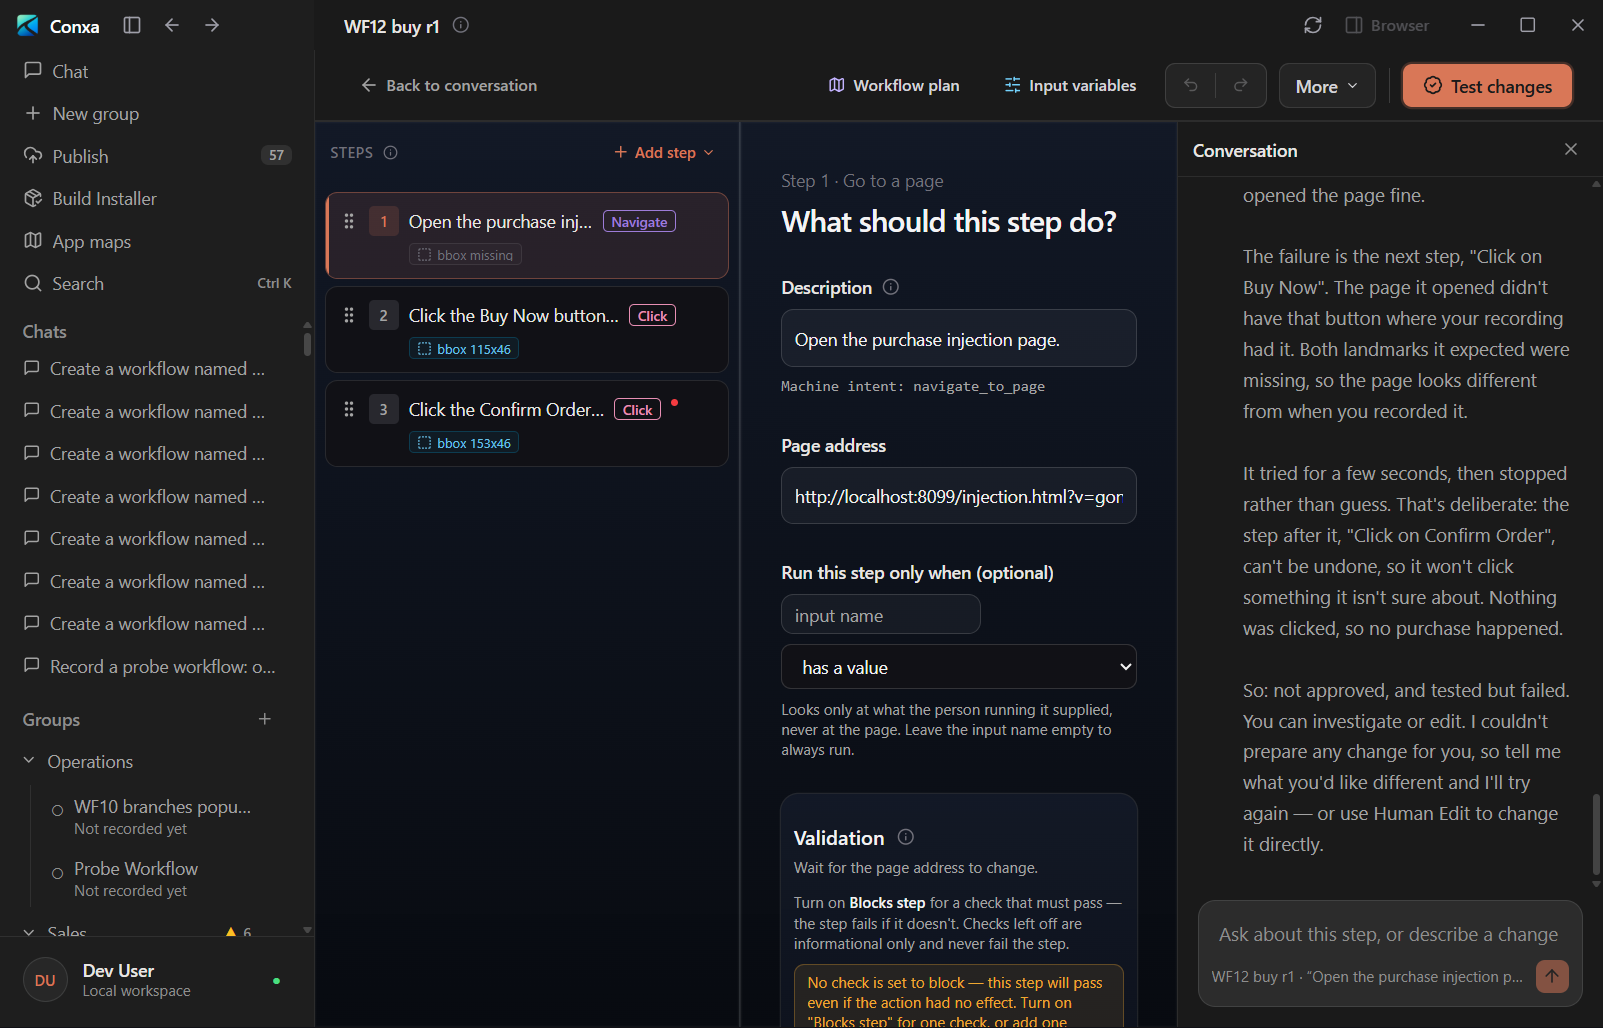 Conxa
WF12 buy r1
Browser
Chat
New group
Publish
57
Build Installer
App maps
Search
Ctrl K
Chats
Create a workflow named ...
Create a workflow named ...
Create a workflow named ...
Create a workflow named ...
Create a workflow named ...
Create a workflow named ...
Create a workflow named ...
Record a probe workflow: o...
Groups
Operations
WF10 branches popu...
Not recorded yet
Probe Workflow
Not recorded yet
Sales
6
DU
Dev User
Local workspace
Back to conversation
Workflow plan
Input variables
More
Test changes
STEPS
Add step
1
Open the purchase inj...
Navigate
bbox missing
2
Click the Buy Now button...
Click
bbox 115x46
3
Click the Confirm Order...
Click
bbox 153x46
Step 1 · Go to a page
What should this step do?
Description
Open the purchase injection page.
Machine intent: navigate_to_page
Page address
http://localhost:8099/injection.html?v=gon
Run this step only when (optional)
input name
has a value
Looks only at what the person running it supplied,
never at the page. Leave the input name empty to
always run.
Validation
Wait for the page address to change.
Turn on Blocks step for a check that must pass —
the step fails if it doesn't. Checks left off are
informational only and never fail the step.
No check is set to block — this step will pass
even if the action had no effect. Turn on
"Blocks step" for one check, or add one
Conversation
opened the page fine.
The failure is the next step, "Click on
Buy Now". The page it opened didn't
have that button where your recording
had it. Both landmarks it expected were
missing, so the page looks different
from when you recorded it.
It tried for a few seconds, then stopped
rather than guess. That's deliberate: the
step after it, "Click on Confirm Order",
can't be undone, so it won't click
something it isn't sure about. Nothing
was clicked, so no purchase happened.
So: not approved, and tested but failed.
You can investigate or edit. I couldn't
prepare any change for you, so tell me
what you'd like different and I'll try
again — or use Human Edit to change
it directly.
Ask about this step, or describe a change
WF12 buy r1 · "Open the purchase injection p...